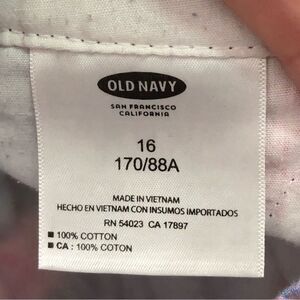 OLD NAVY
SAN FRANCISCO
CALIFORNIA
16
170/88A
MADE IN VIETNAM
HECHO EN VIETNAM CON INSUMOS IMPORTADOS
RN 54023 CA 17897
■ 100% COTTON
■ CA : 100% COTON